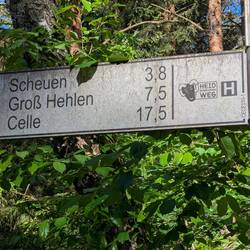 Scheuen 3,8
Groß Hehlen 7,5
Celle 17,5
HEID
WEG
H